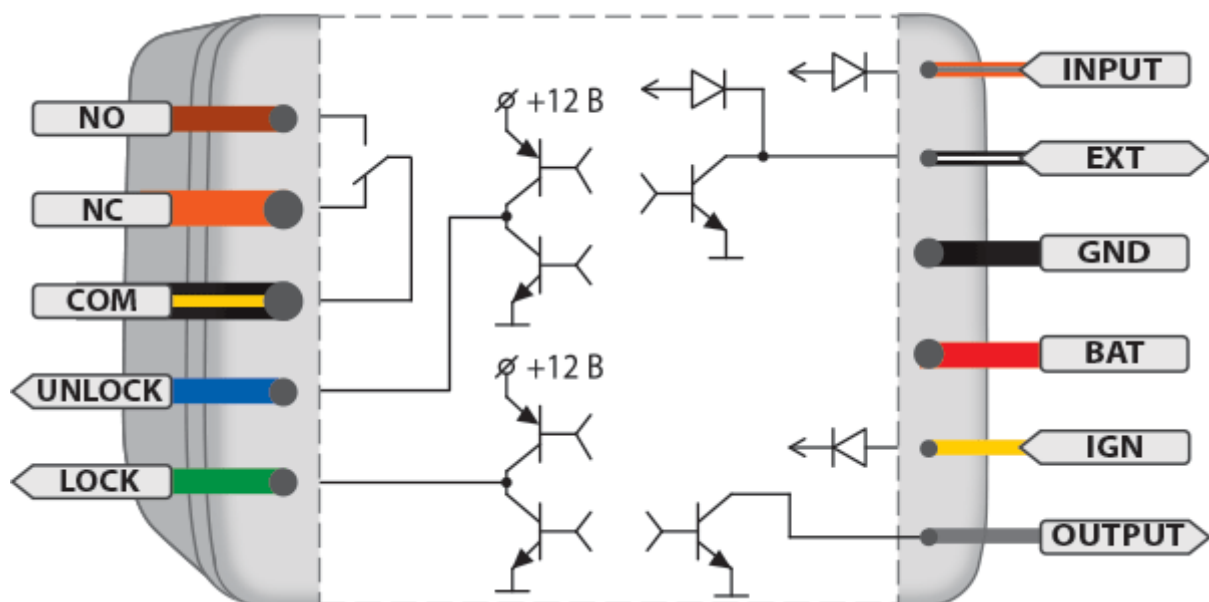 NO
NC
COM
UNLOCK
LOCK
+12 В
+12 В
INPUT
EXT
GND
BAT
IGN
OUTPUT